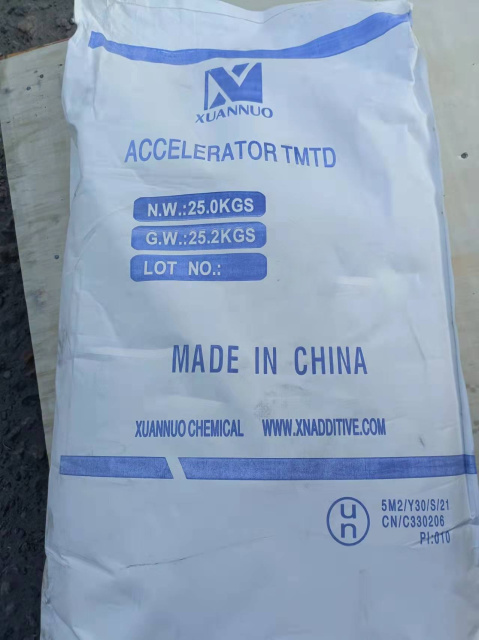 XUANNUO
ACCELERATOR TMTD
N.W.:25.0KGS
G.W.:25.2KGS
LOT NO.:
MADE IN CHINA
XUANNUO CHEMICAL WWW.XNADDITIVE.COM
un
5M2/Y30/S/21
CN/C330206
PI:010